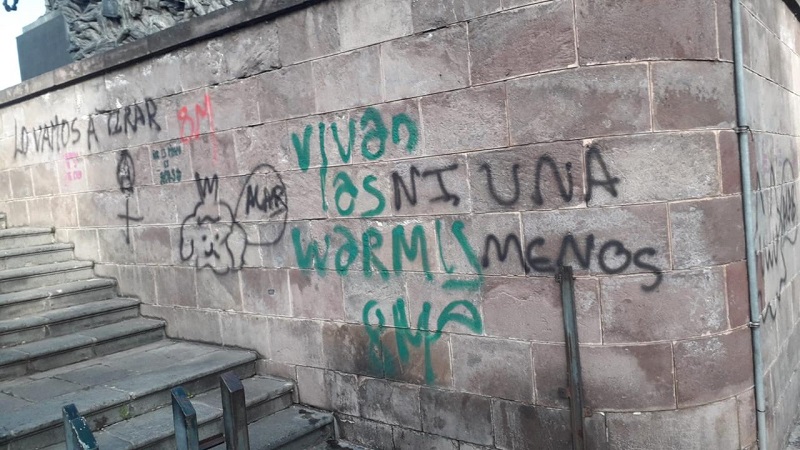 LO VAMOS A TIRAR
8M
vivan
las
warmis
8M
NI UNA
MENOS